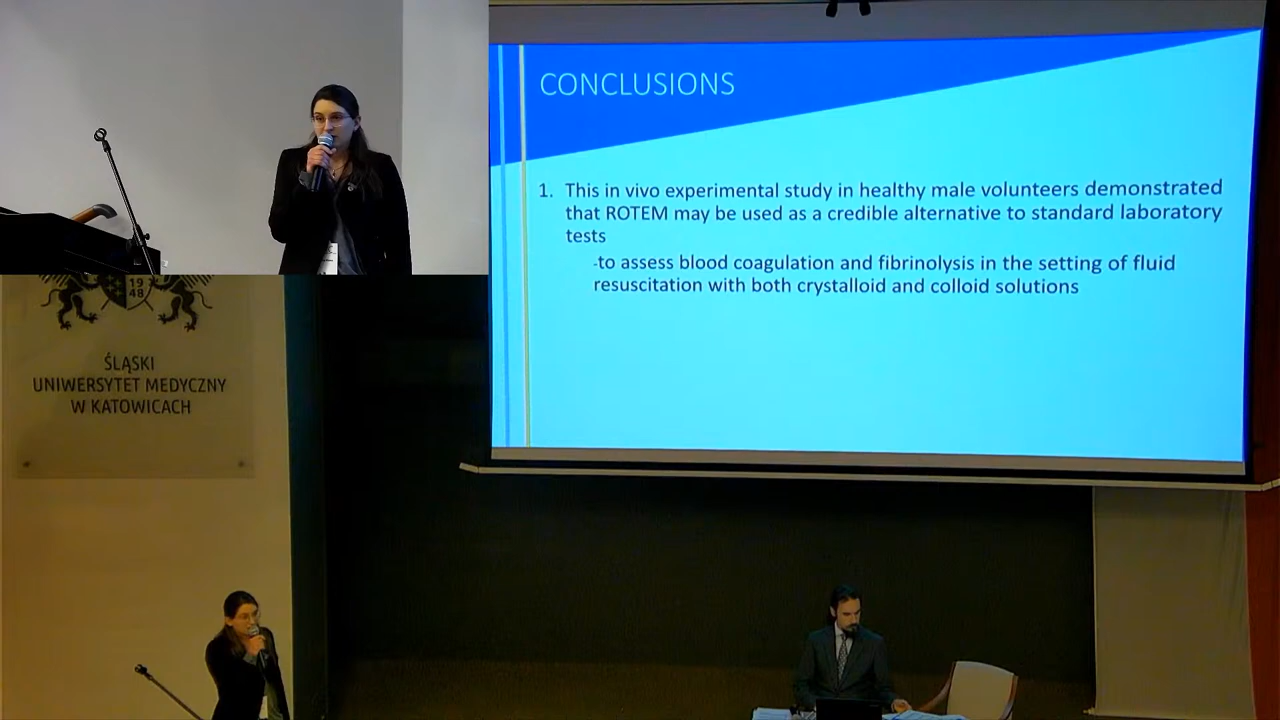 CONCLUSIONS
1. This in vivo experimental study in healthy male volunteers demonstrated
that ROTEM may be used as a credible alternative to standard laboratory
tests
-to assess blood coagulation and fibrinolysis in the setting of fluid
resuscitation with both crystalloid and colloid solutions
19
48
ŚLĄSKI
UNIWERSYTET MEDYCZNY
W KATOWICACH